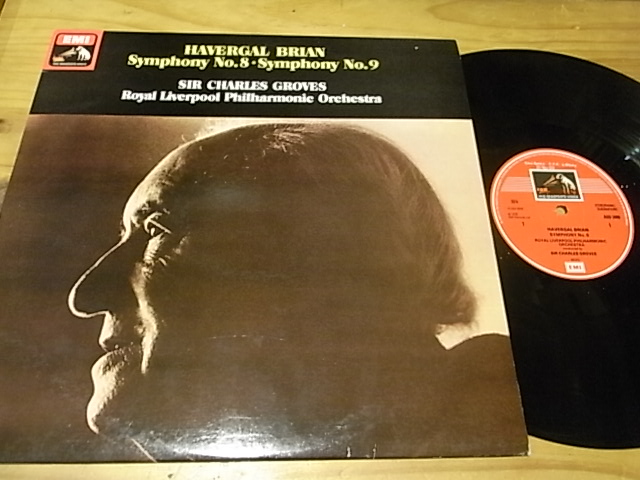 EMI
HAVERGAL BRIAN
Symphony No.8 · Symphony No.9
SIR CHARLES GROVES
Royal Liverpool Philharmonic Orchestra
HAVERGAL BRIAN
SYMPHONY No. 8
ROYAL LIVERPOOL PHILHARMONIC
ORCHESTRA
SIR CHARLES GROVES
EMI